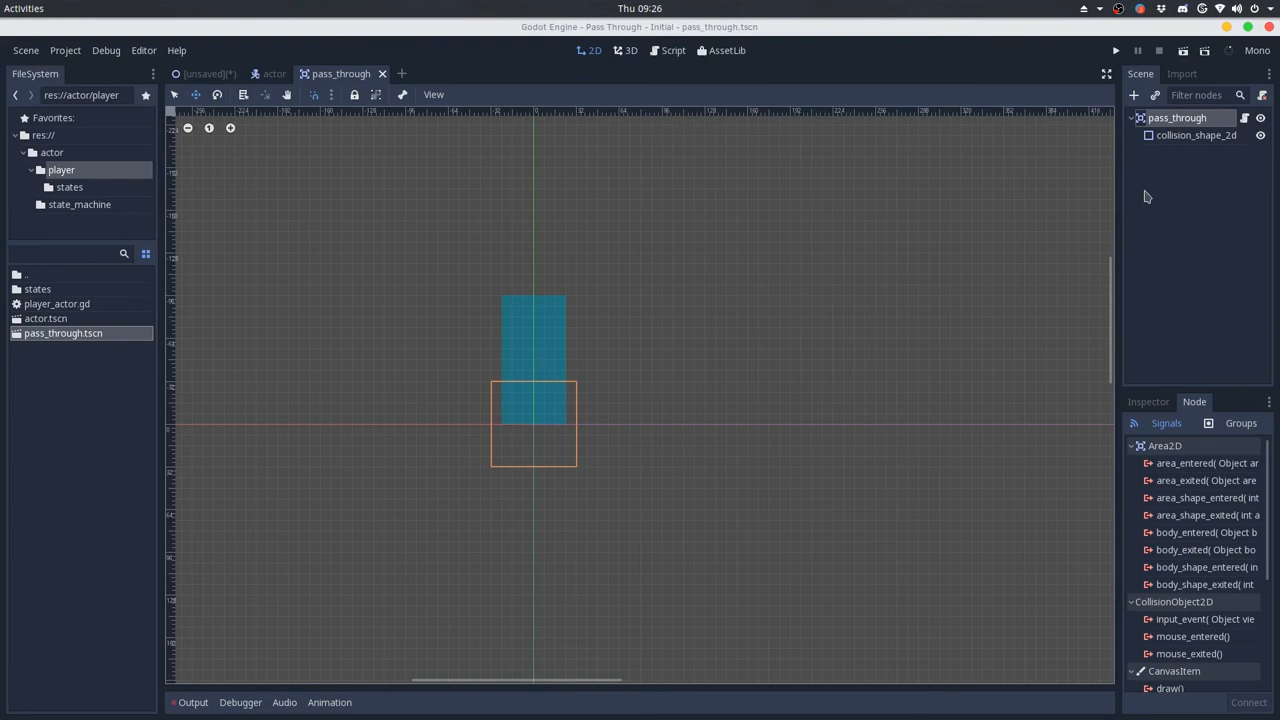 Activities
Thu 09:26
Godot Engine - Pass Through - Initial - pass_through.tscn
Scene Project Debug Editor Help
2D 3D Script AssetLib
Mono
FileSystem
[unsaved](*) actor pass_through
Scene Import
res://actor/player
View
Filter nodes
Favorites:
res://
actor
player
states
state_machine
pass_through
collision_shape_2d
..
states
player_actor.gd
actor.tscn
pass_through.tscn
Inspector Node
Signals Groups
Area2D
area_entered( Object ar
area_exited( Object are
area_shape_entered( int
area_shape_exited( int a
body_entered( Object b
body_exited( Object bo
body_shape_entered( in
body_shape_exited( int
CollisionObject2D
input_event( Object vie
mouse_entered()
mouse_exited()
CanvasItem
draw()
Output Debugger Audio Animation
Connect